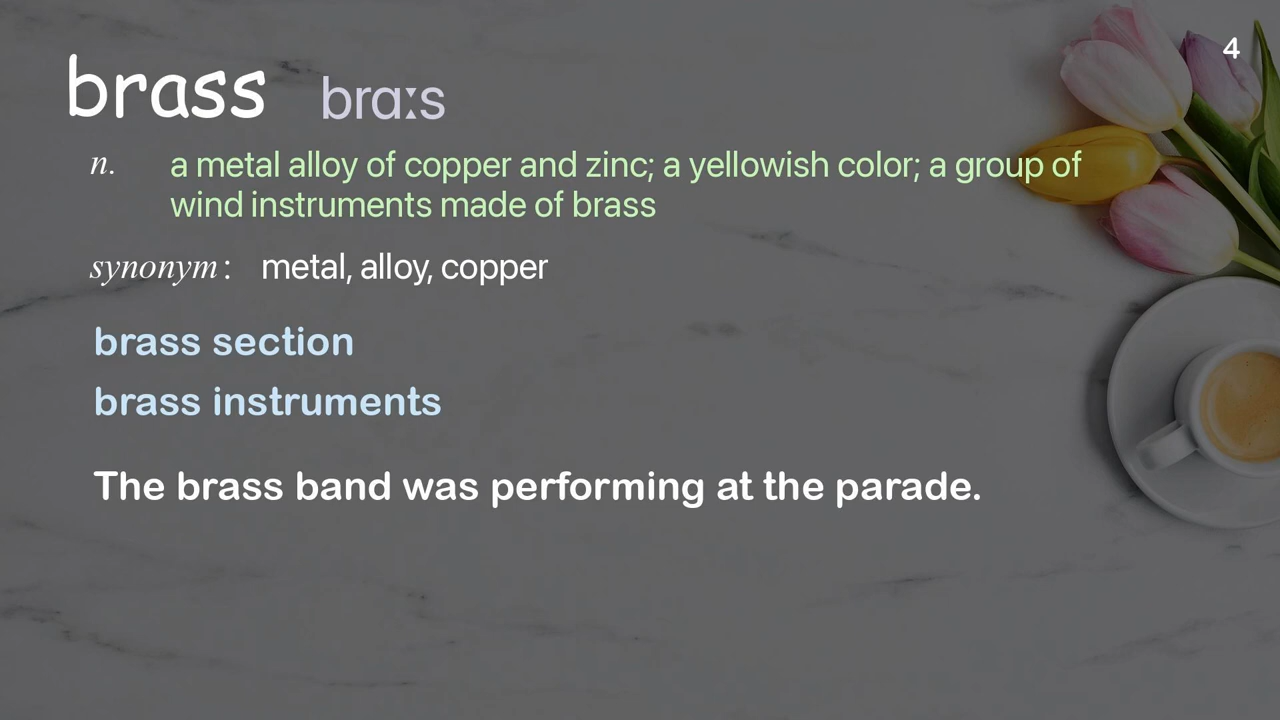 4
brass brɑːs
n. a metal alloy of copper and zinc; a yellowish color; a group of
wind instruments made of brass
synonym: metal, alloy, copper
brass section
brass instruments
The brass band was performing at the parade.